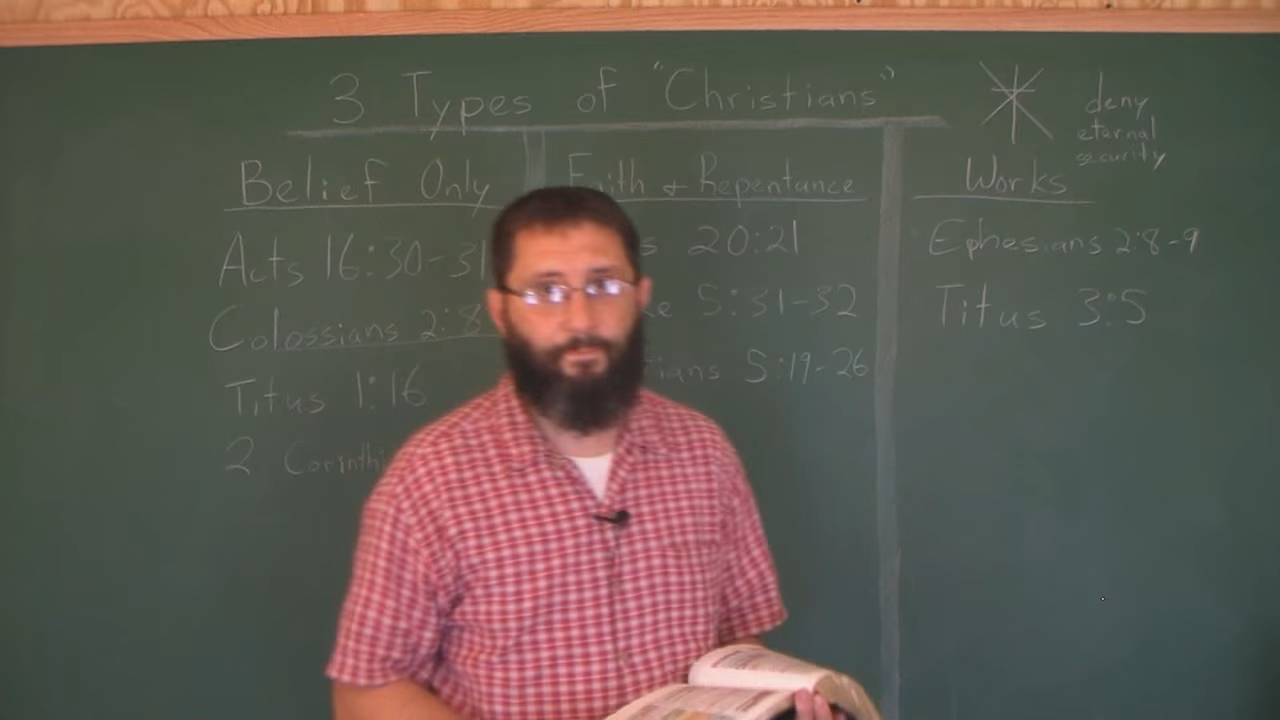 3 Types of "Christians"
deny
eternal
security
Belief Only
Acts 16:30-31
Colossians 2:8
Titus 1:16
2
& Repentance
20:21
5:31-32
5:19-26
Works
Ephesians 2:8-9
Titus 3:5